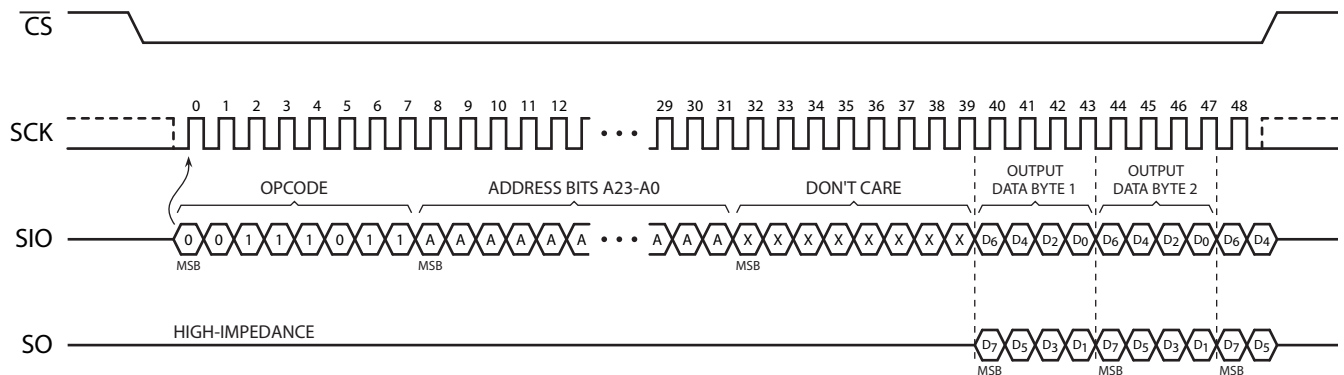 CS
0 1 2 3 4 5 6 7 8 9 10 11 12 29 30 31 32 33 34 35 36 37 38 39 40 41 42 43 44 45 46 47 48
SCK
OPCODE ADDRESS BITS A23-A0 DON'T CARE OUTPUT DATA BYTE 1 OUTPUT DATA BYTE 2
SIO 0 0 1 1 1 0 1 1 A A A A A A A A A X X X X X X X X D6 D4 D2 D0 D6 D4 D2 D0 D6 D4
MSB MSB MSB
HIGH-IMPEDANCE
SO D7 D5 D3 D1 D7 D5 D3 D1 D7 D5
MSB MSB MSB